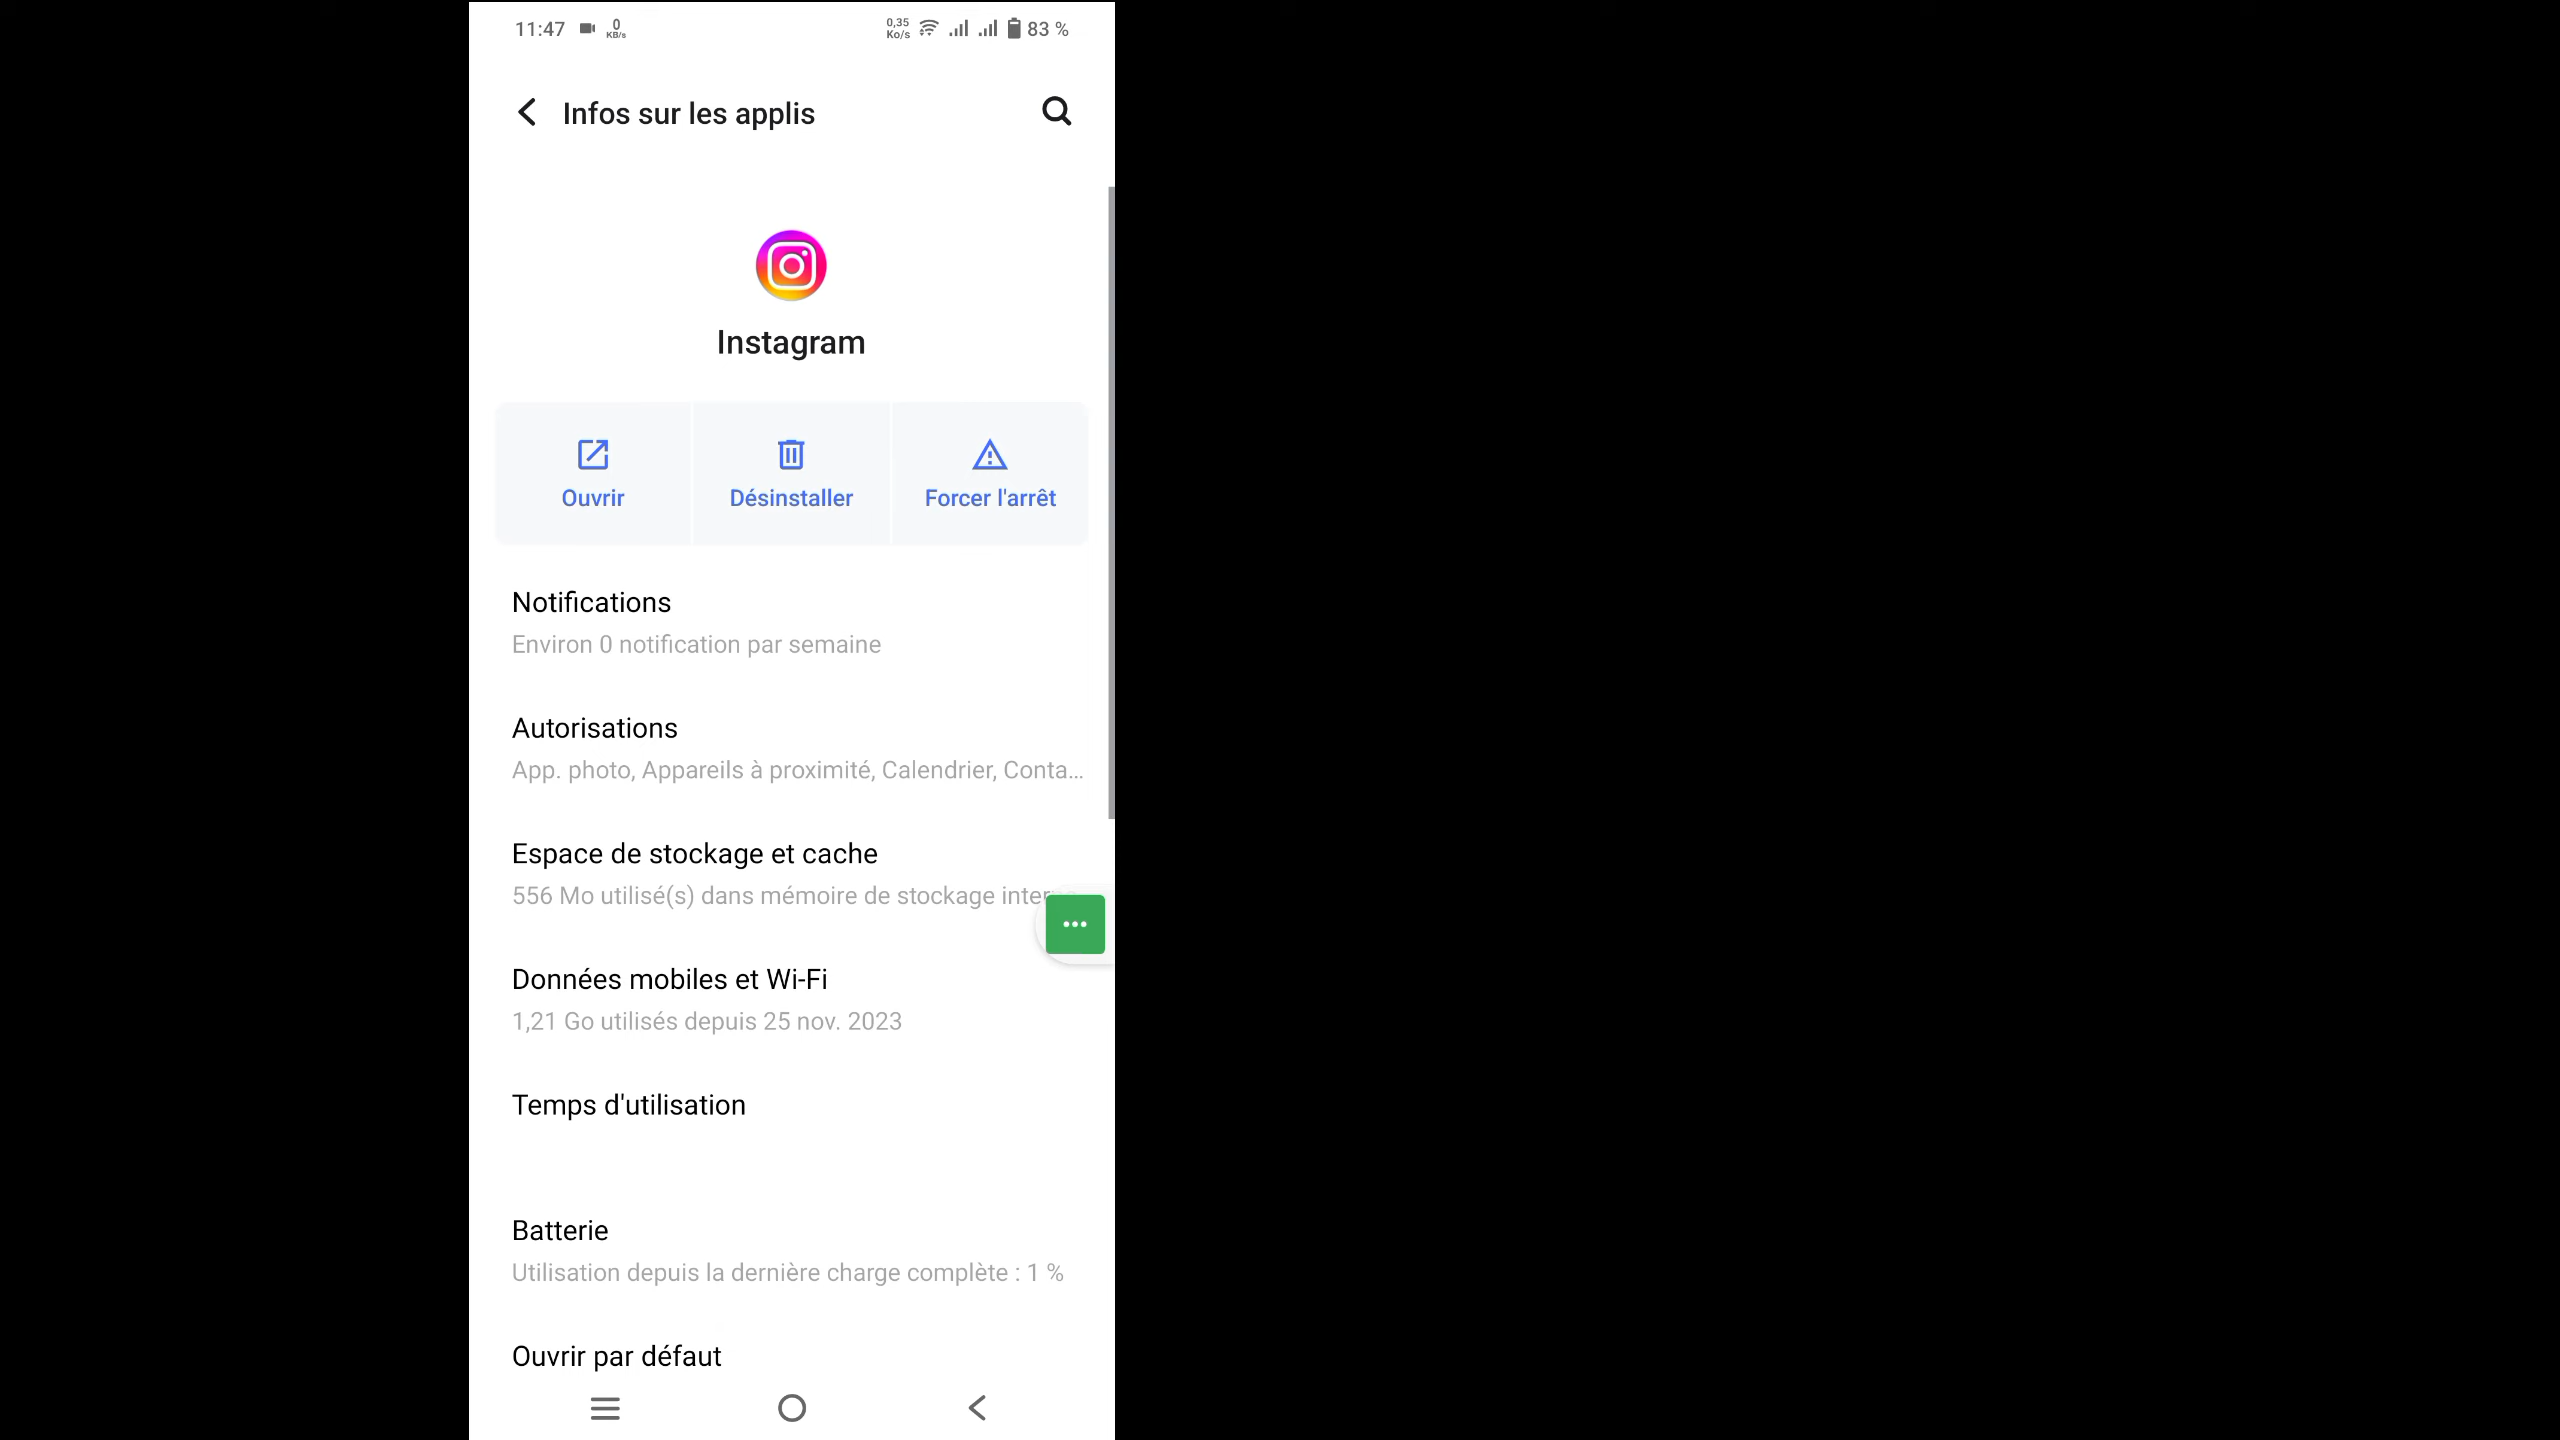 11:47 0 KB/s 0,35 Ko/s 83 %
Infos sur les applis
Instagram
Ouvrir Désinstaller Forcer l'arrêt
Notifications
Environ 0 notification par semaine
Autorisations
App. photo, Appareils à proximité, Calendrier, Conta...
Espace de stockage et cache
556 Mo utilisé(s) dans mémoire de stockage
Données mobiles et Wi-Fi
1,21 Go utilisés depuis 25 nov. 2023
Temps d'utilisation
Batterie
Utilisation depuis la dernière charge complète : 1 %
Ouvrir par défaut